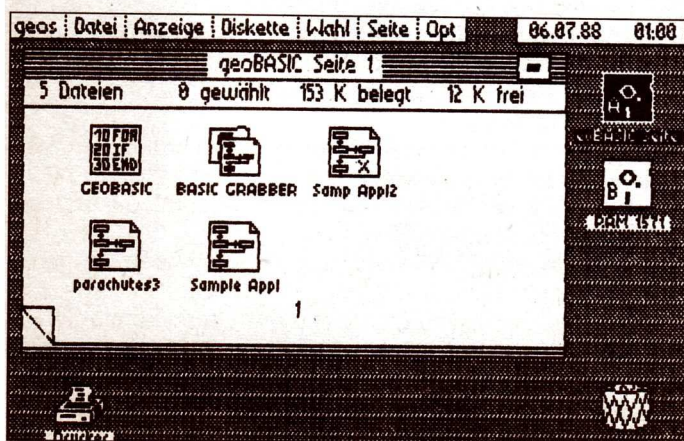 geos Datei Anzeige Diskette Wahl Seite Opt 06.07.88 01:00
geoBASIC Seite 1
5 Dateien 0 gewählt 153 K belegt 12 K frei
10 FOR
20 IF
30 END
GEOBASIC BASIC GRABBER Samp Appl2
parachutes3 Sample Appl
1
A
B
RAM 1571
Drucker